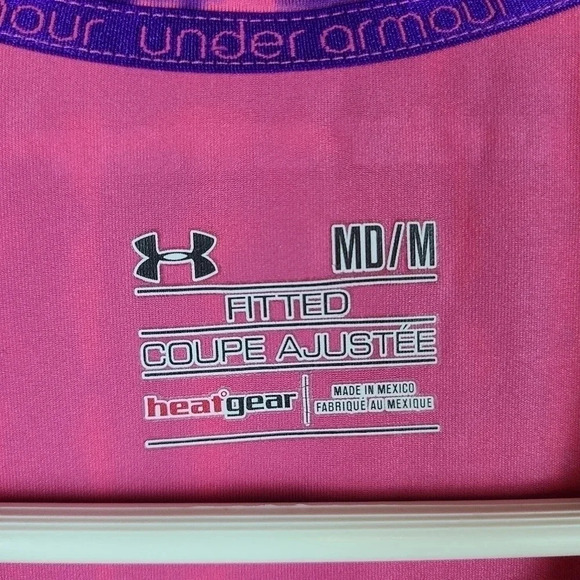 our under armour
MD/M
FITTED
COUPE AJUSTÉE
heatgear
MADE IN MEXICO
FABRIQUÉ AU MEXIQUE